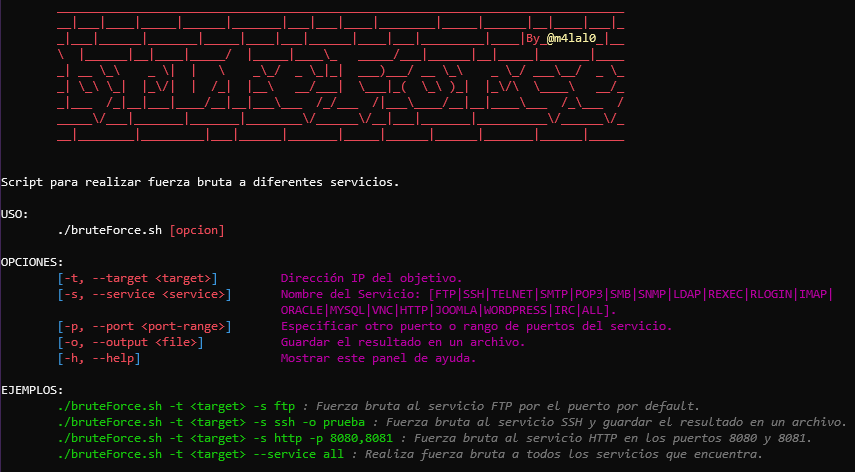 By @m4lal0
Script para realizar fuerza bruta a diferentes servicios.
USO:
./bruteForce.sh [opcion]
OPCIONES:
[-t, --target <target>] Dirección IP del objetivo.
[-s, --service <service>] Nombre del Servicio: [FTP|SSH|TELNET|SMTP|POP3|SMB|SNMP|LDAP|REXEC|RLOGIN|IMAP|
ORACLE|MYSQL|VNC|HTTP|JOOMLA|WORDPRESS|IRC|ALL].
[-p, --port <port-range>] Especificar otro puerto o rango de puertos del servicio.
[-o, --output <file>] Guardar el resultado en un archivo.
[-h, --help] Mostrar este panel de ayuda.
EJEMPLOS:
./bruteForce.sh -t <target> -s ftp : Fuerza bruta al servicio FTP por el puerto por default.
./bruteForce.sh -t <target> -s ssh -o prueba : Fuerza bruta al servicio SSH y guardar el resultado en un archivo.
./bruteForce.sh -t <target> -s http -p 8080,8081 : Fuerza bruta al servicio HTTP en los puertos 8080 y 8081.
./bruteForce.sh -t <target> --service all : Realiza fuerza bruta a todos los servicios que encuentra.